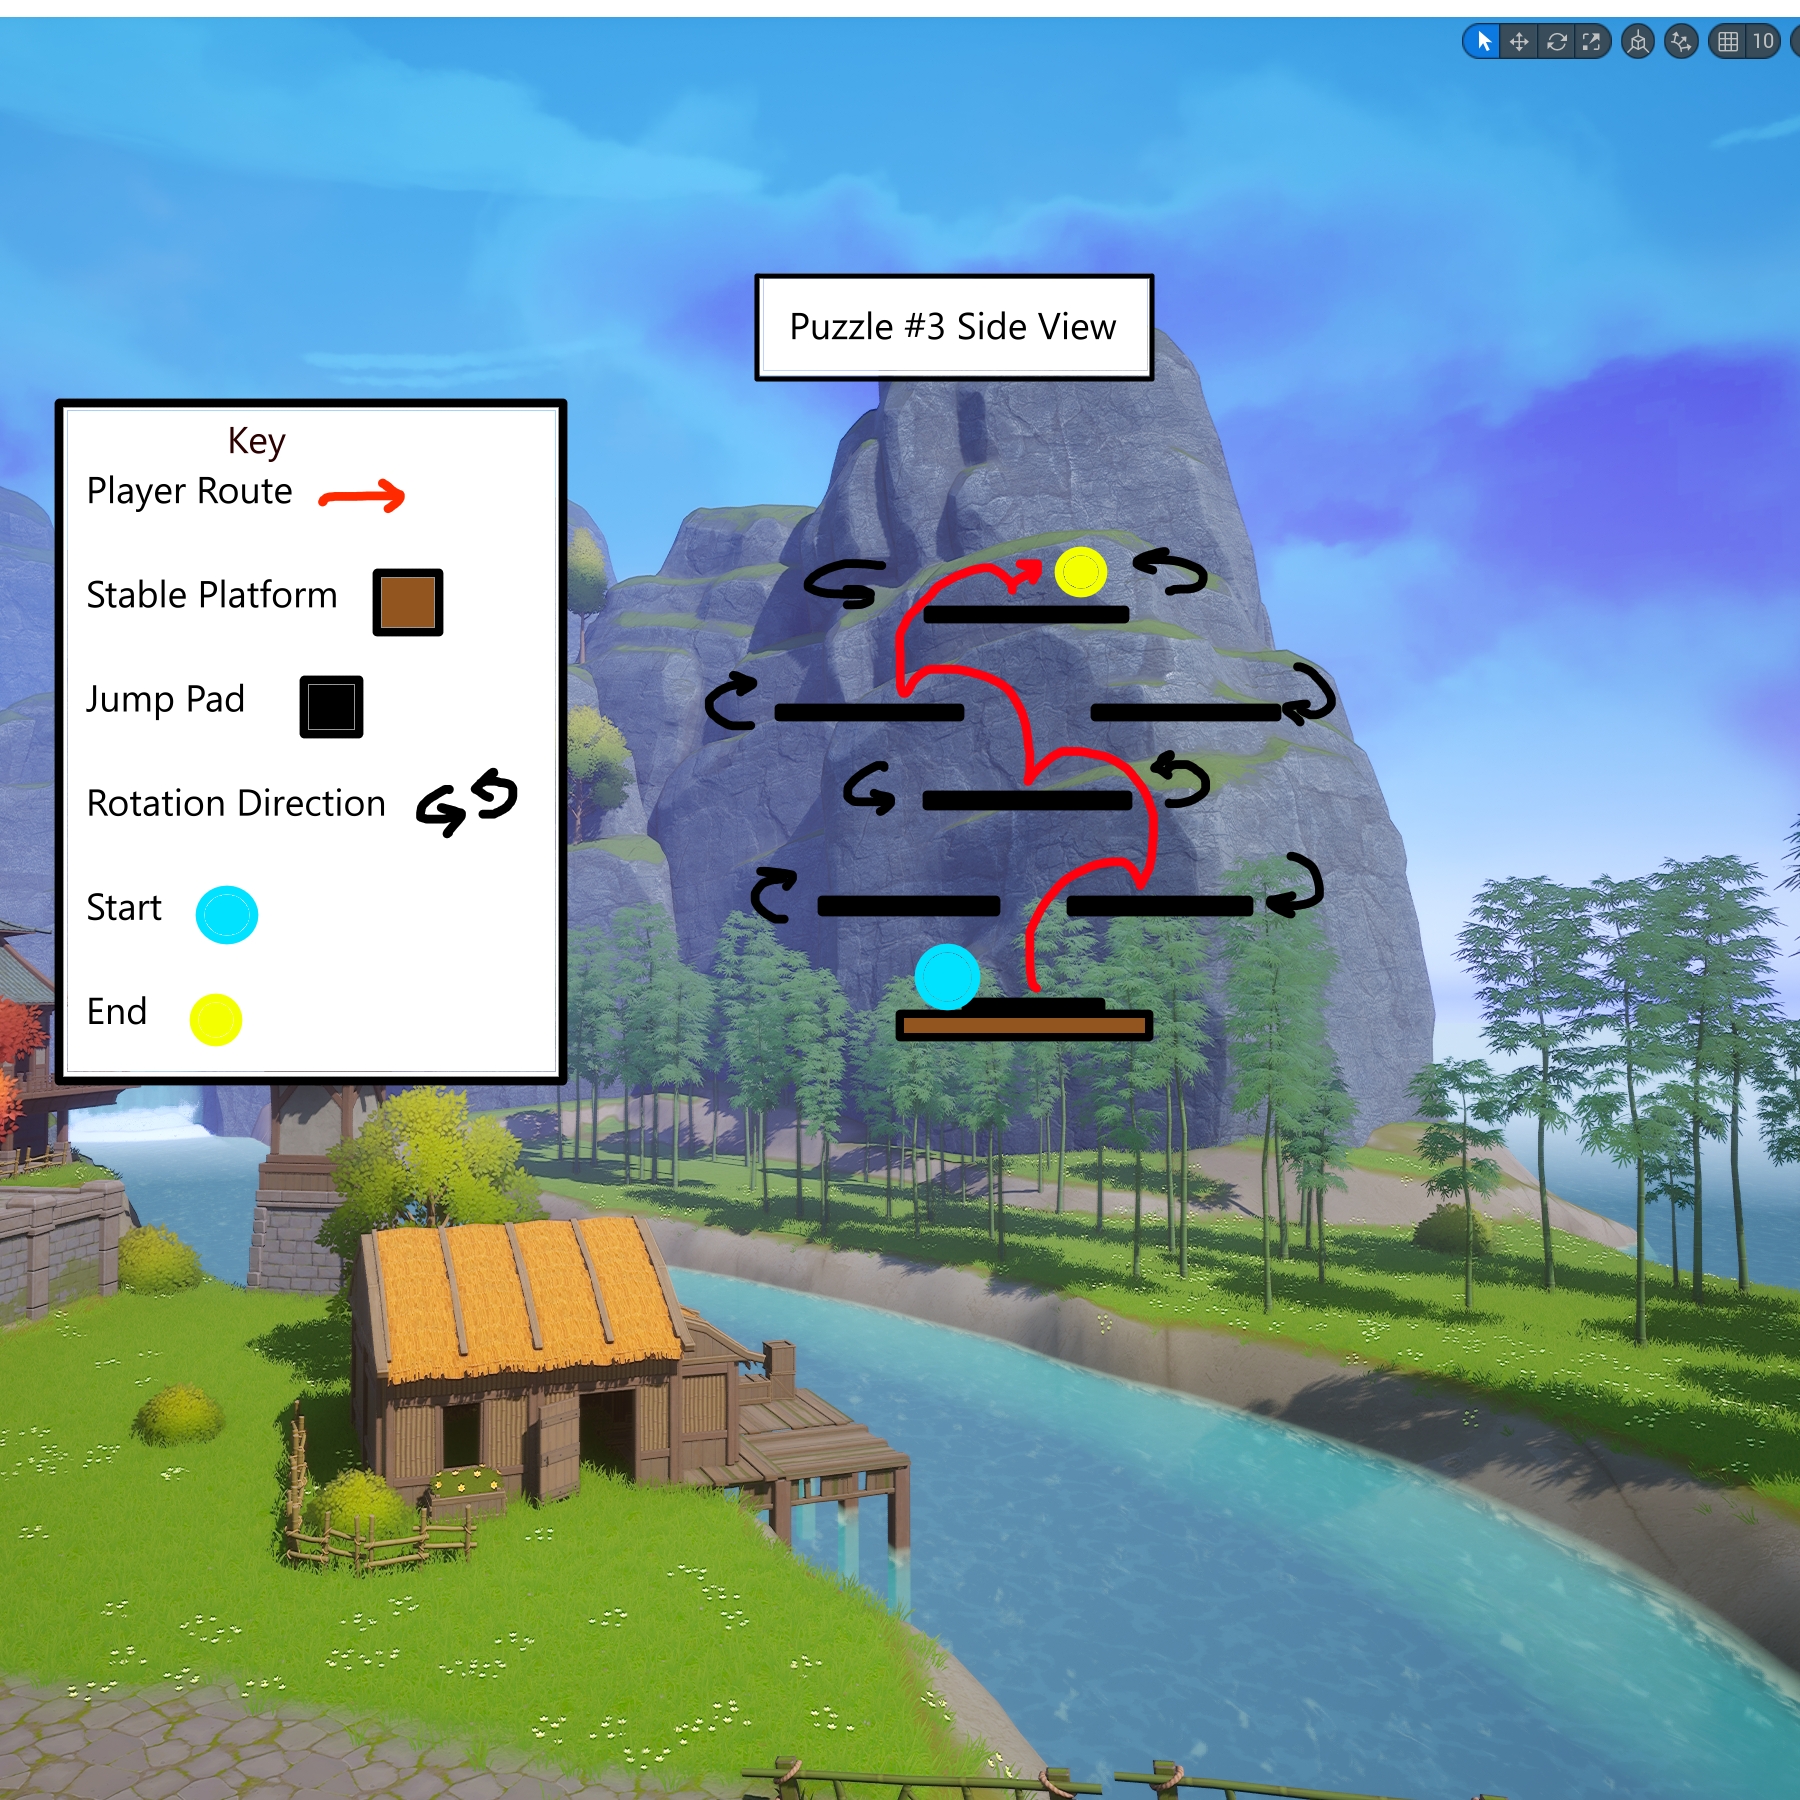 10
Puzzle #3 Side View
Key
Player Route
Stable Platform
Jump Pad
Rotation Direction
Start
End